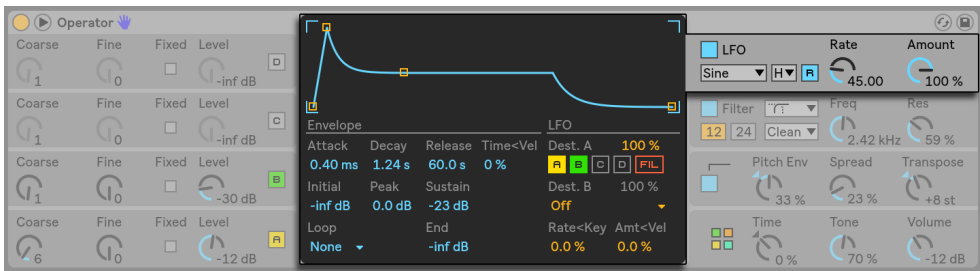 Operator
Coarse Fine Fixed Level
1 0 -inf dB D
Coarse Fine Fixed Level
1 0 -inf dB C
Coarse Fine Fixed Level
1 0 -30 dB B
Coarse Fine Fixed Level
6 0 -12 dB A
Envelope LFO
Attack Decay Release Time<Vel Dest. A 100 %
0.40 ms 1.24 s 60.0 s 0 % A B C D FIL
Initial Peak Sustain Dest. B 100 %
-inf dB 0.0 dB -23 dB Off
Loop End Rate<Key Amt<Vel
None -inf dB 0.0 % 0.0 %
LFO Rate Amount
Sine H R 45.00 100 %
Filter Freq Res
12 24 Clean 2.42 kHz 59 %
Pitch Env Spread Transpose
33 % 23 % +8 st
Time Tone Volume
0 % 70 % -12 dB